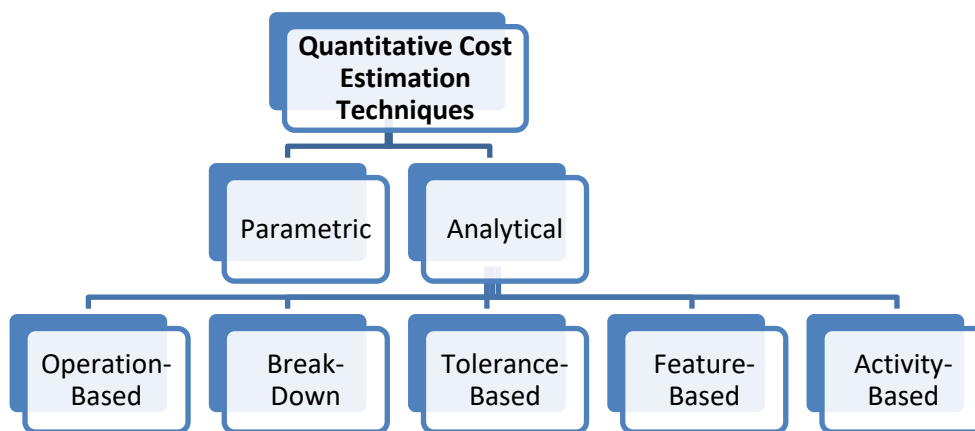 Quantitative Cost
Estimation
Techniques
Parametric
Analytical
Operation-
Based
Break-
Down
Tolerance-
Based
Feature-
Based
Activity-
Based